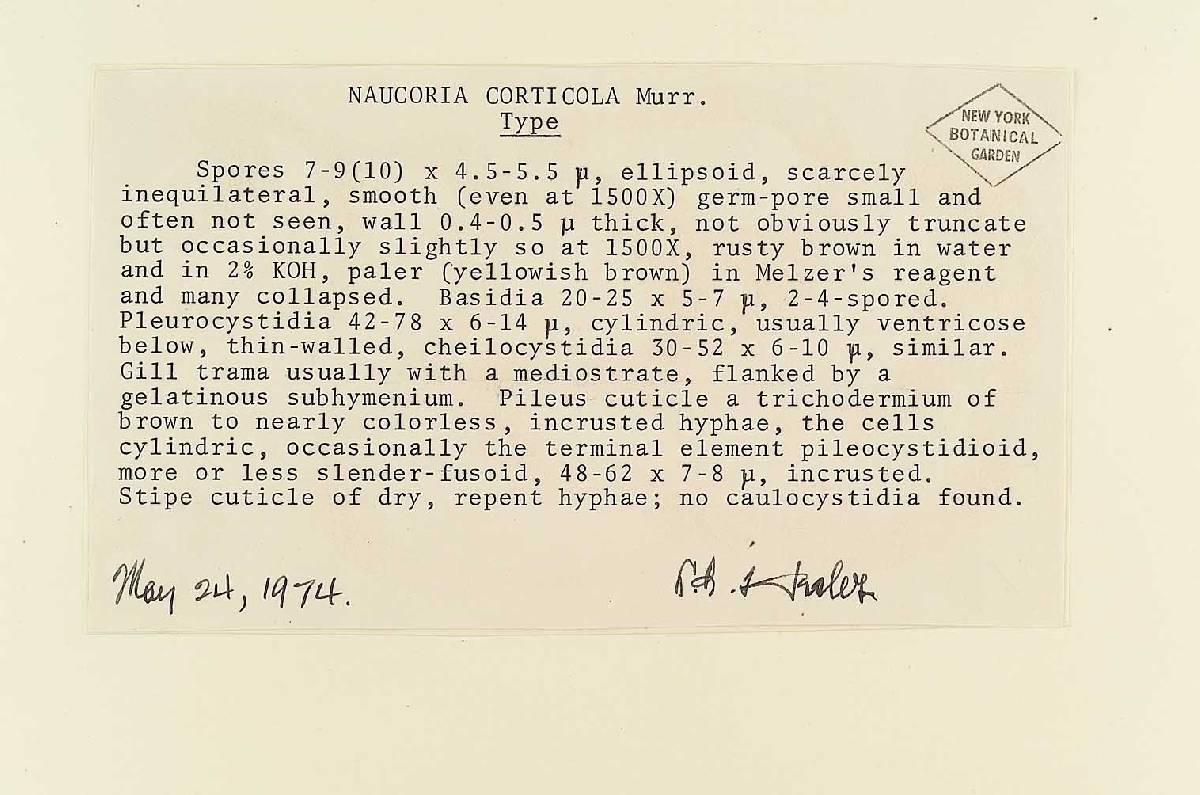 NAUCORIA CORTICOLA Murr.
Type
NEW YORK
BOTANICAL
GARDEN
Spores 7-9(10) x 4.5-5.5 µ, ellipsoid, scarcely
inequilateral, smooth (even at 1500X) germ-pore small and
often not seen, wall 0.4-0.5 µ thick, not obviously truncate
but occasionally slightly so at 1500X, rusty brown in water
and in 2% KOH, paler (yellowish brown) in Melzer's reagent
and many collapsed. Basidia 20-25 x 5-7 µ, 2-4-spored.
Pleurocystidia 42-78 x 6-14 µ, cylindric, usually ventricose
below, thin-walled, cheilocystidia 30-52 x 6-10 µ, similar.
Gill trama usually with a mediostrate, flanked by a
gelatinous subhymenium. Pileus cuticle a trichodermium of
brown to nearly colorless, incrusted hyphae, the cells
cylindric, occasionally the terminal element pileocystidioid,
more or less slender-fusoid, 48-62 x 7-8 µ, incrusted.
Stipe cuticle of dry, repent hyphae; no caulocystidia found.
May 24, 1974.